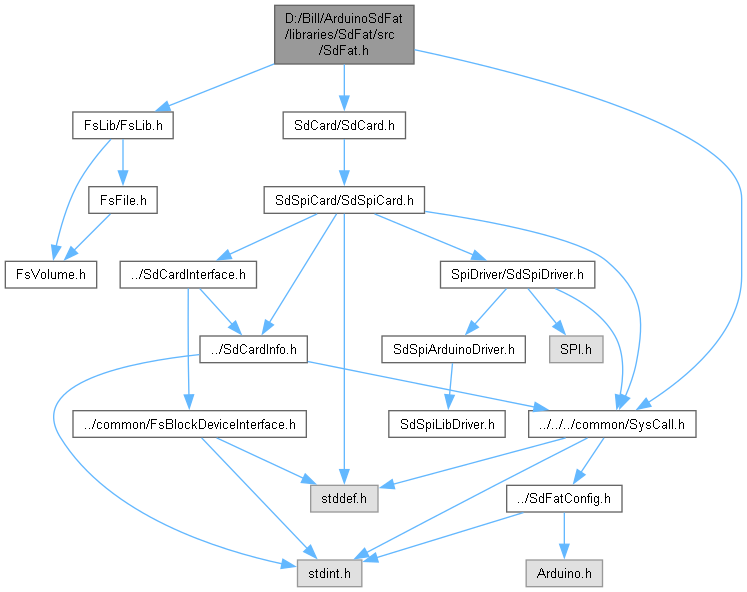 D:/Bill/ArduinoSdFat
/libraries/SdFat/src
/SdFat.h
FsLib/FsLib.h
SdCard/SdCard.h
FsFile.h
SdSpiCard/SdSpiCard.h
FsVolume.h
../SdCardInterface.h
SpiDriver/SdSpiDriver.h
../SdCardInfo.h
SdSpiArduinoDriver.h
SPI.h
../common/FsBlockDeviceInterface.h
SdSpiLibDriver.h
../../../common/SysCall.h
stddef.h
../SdFatConfig.h
stdint.h
Arduino.h